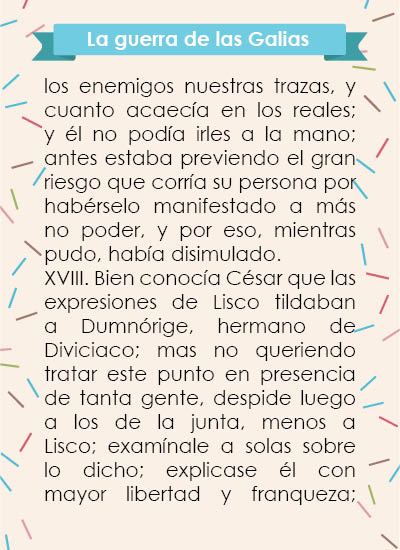 La guerra de las Galias
los enemigos nuestras trazas, y
cuanto acaecía en los reales;
y él no podía irles a la mano;
antes estaba previendo el gran
riesgo que corría su persona por
habérselo manifestado a más
no poder, y por eso, mientras
pudo, había disimulado.
XVIII. Bien conocía César que las
expresiones de Lisco tildaban
a Dumnórige, hermano de
Diviciaco; mas no queriendo
tratar este punto en presencia
de tanta gente, despide luego
a los de la junta, menos a
Lisco; examínale a solas sobre
lo dicho; explicase él con
mayor libertad y franqueza;